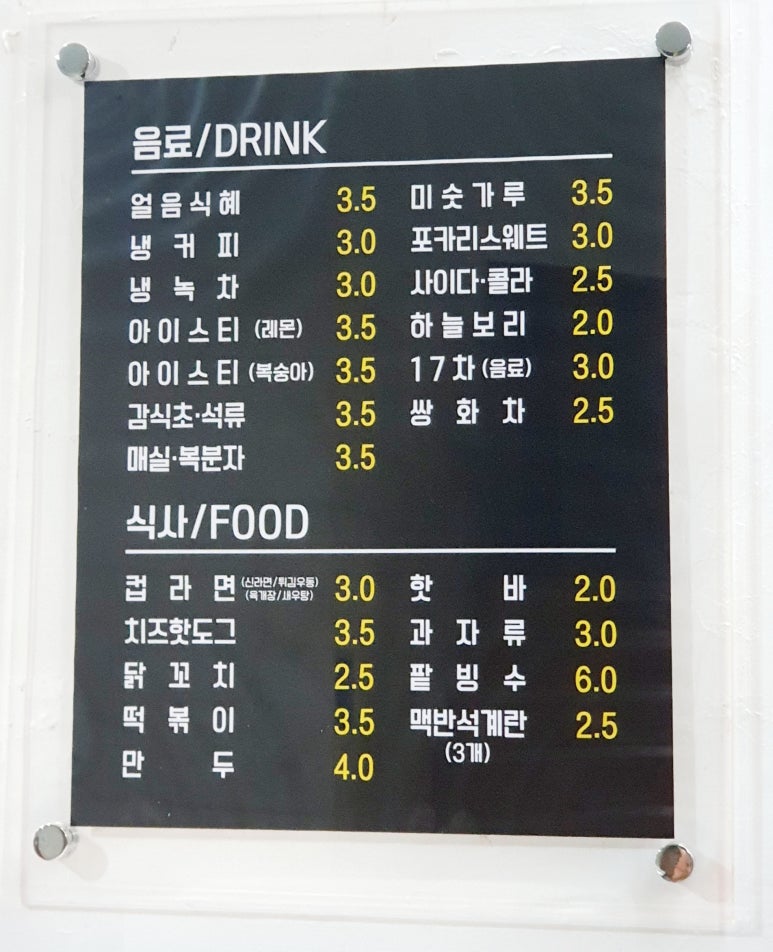 음료/DRINK
얼음식혜 3.5
냉커피 3.0
냉녹차 3.0
아이스티 (레몬) 3.5
아이스티 (복숭아) 3.5
감식초·석류 3.5
매실·복분자 3.5
미숫가루 3.5
포카리스웨트 3.0
사이다·콜라 2.5
하늘보리 2.0
17차 (음료) 3.0
쌍화차 2.5
식사/FOOD
컵라면 (신라면/튀김우동) 3.0
(육개장/새우탕)
치즈핫도그 3.5
닭꼬치 2.5
떡볶이 3.5
만두 4.0
핫바 2.0
과자류 3.0
팥빙수 6.0
맥반석계란 2.5
(3개)